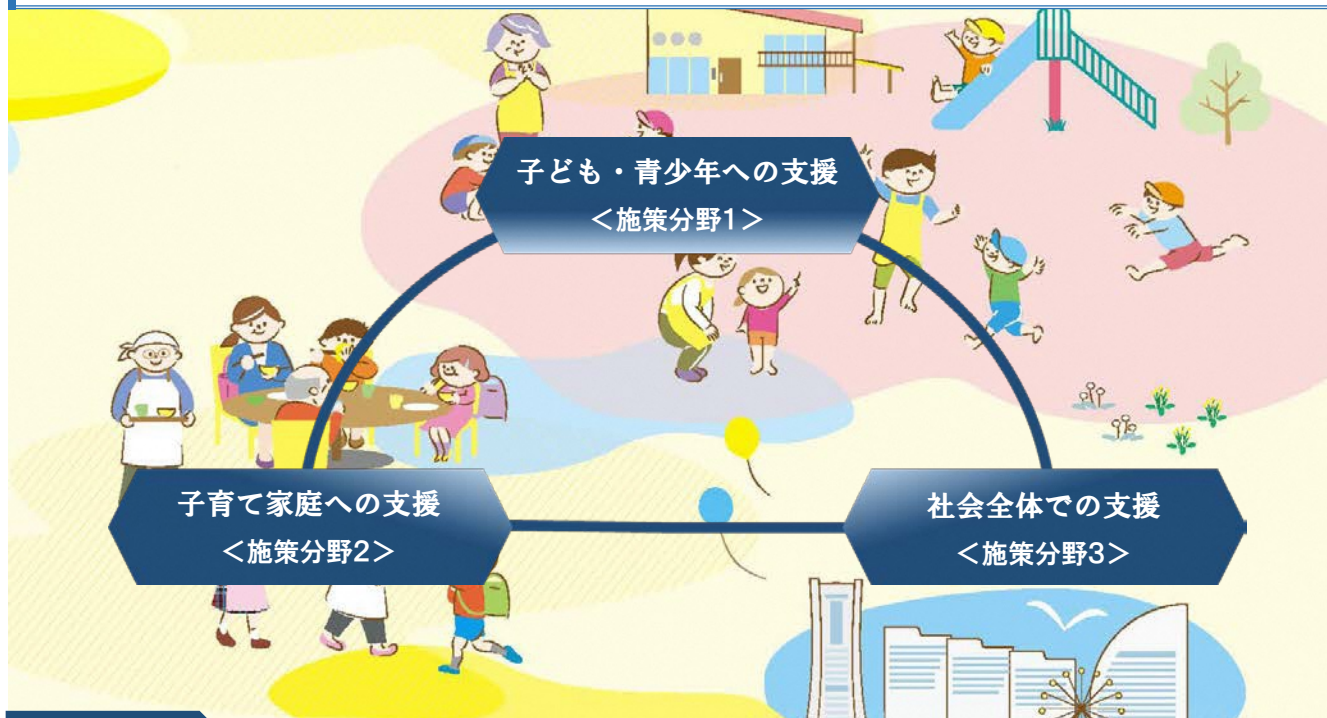 子ども・青少年への支援
＜施策分野1＞
子育て家庭への支援
＜施策分野2＞
社会全体での支援
＜施策分野3＞